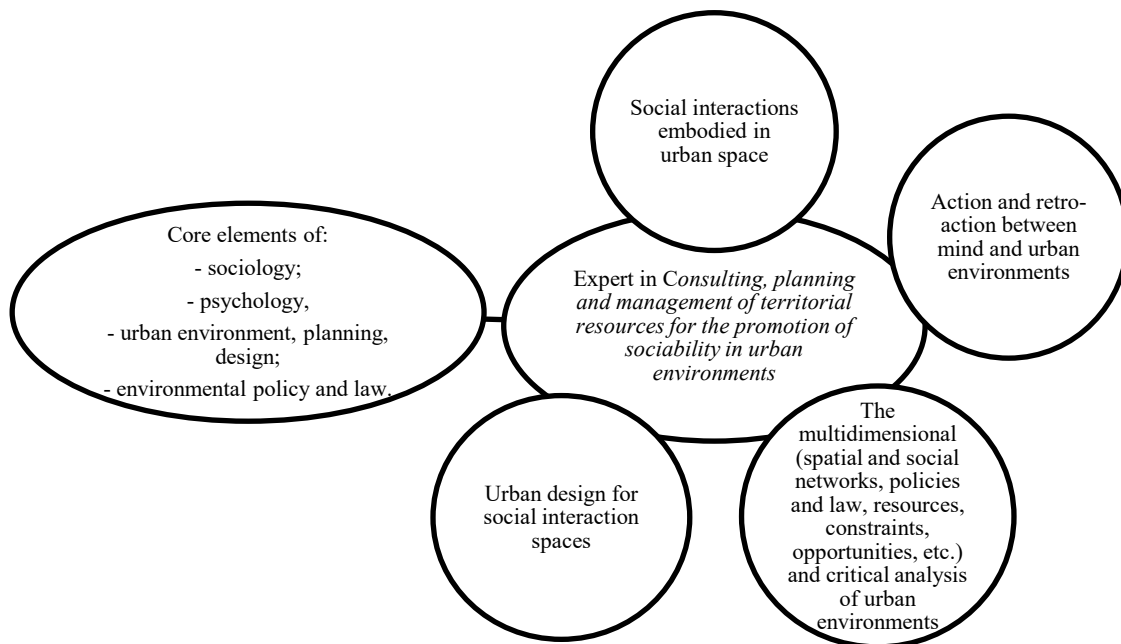 Social interactions
embodied in
urban space
Action and retro-
action between
mind and urban
environments
Core elements of:
- sociology;
- psychology,
- urban environment, planning,
design;
- environmental policy and law.
Expert in Consulting, planning
and management of territorial
resources for the promotion of
sociability in urban
environments
Urban design for
social interaction
spaces
The
multidimensional
(spatial and social
networks, policies
and law, resources,
constraints,
opportunities, etc.)
and critical analysis
of urban
environments